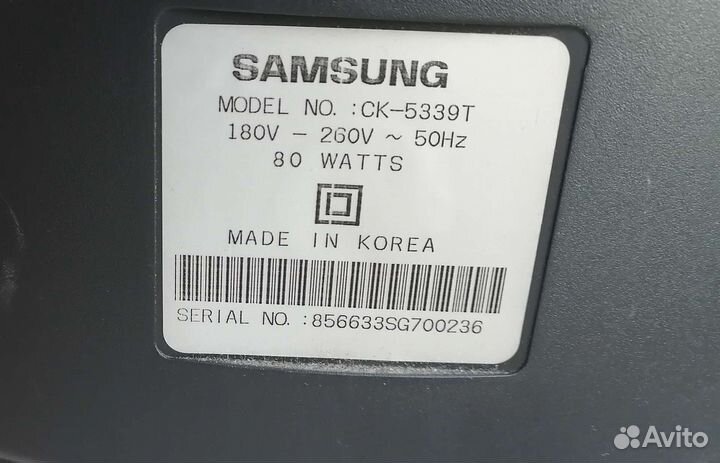 SAMSUNG
MODEL NO. :CK-5339T
180V - 260V ~ 50Hz
80 WATTS
MADE IN KOREA
SERIAL NO. :856633SG700236
Avito